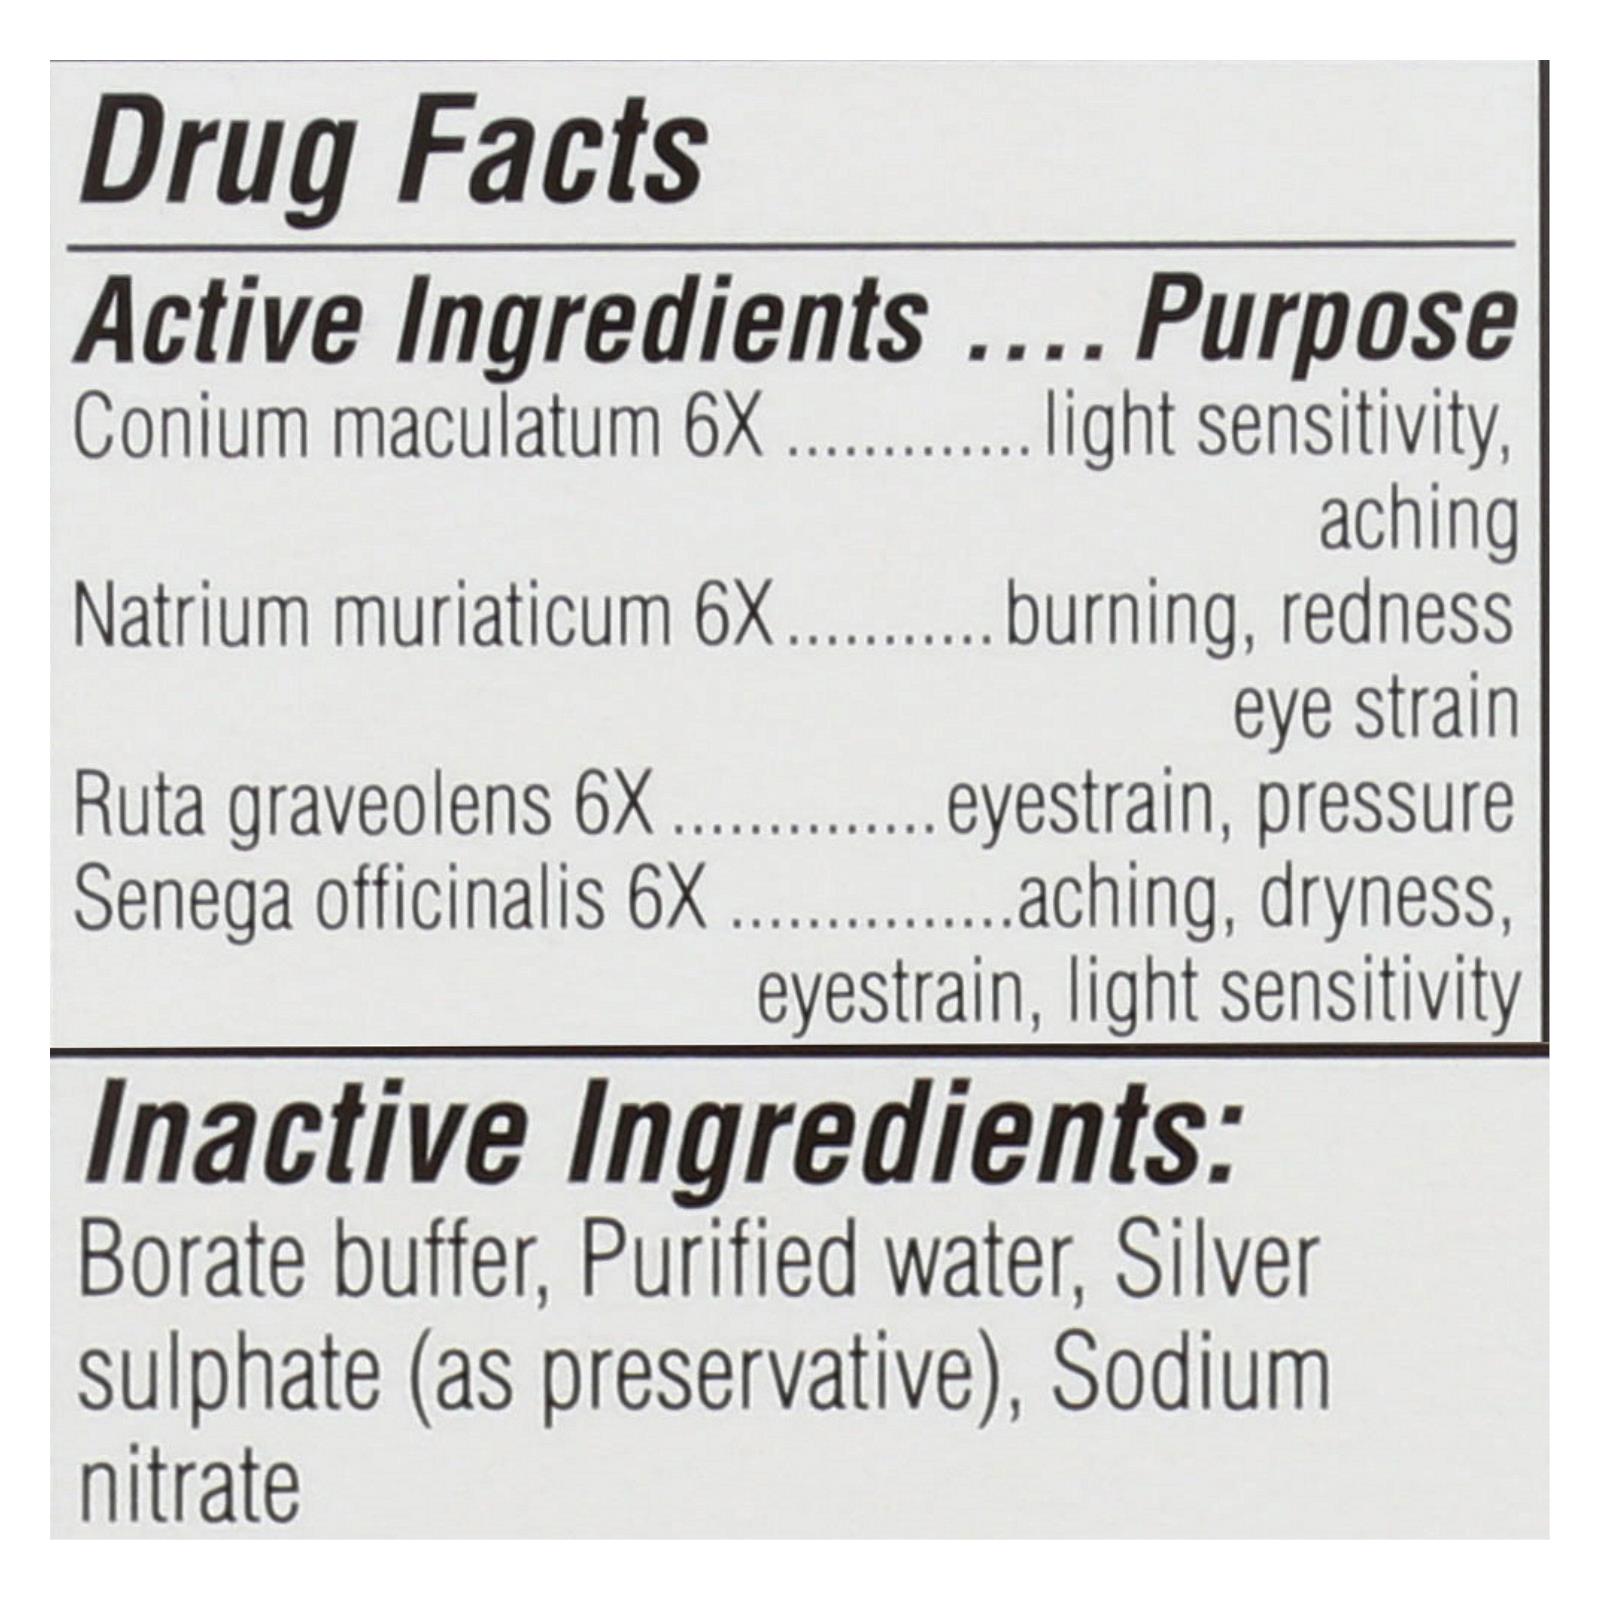 Drug Facts
Active Ingredients .... Purpose
Conium maculatum 6X ............. light sensitivity,
aching
Natrium muriaticum 6X........... burning, redness
eye strain
Ruta graveolens 6X .............. eyestrain, pressure
Senega officinalis 6X ...............aching, dryness,
eyestrain, light sensitivity
Inactive Ingredients:
Borate buffer, Purified water, Silver
sulphate (as preservative), Sodium
nitrate